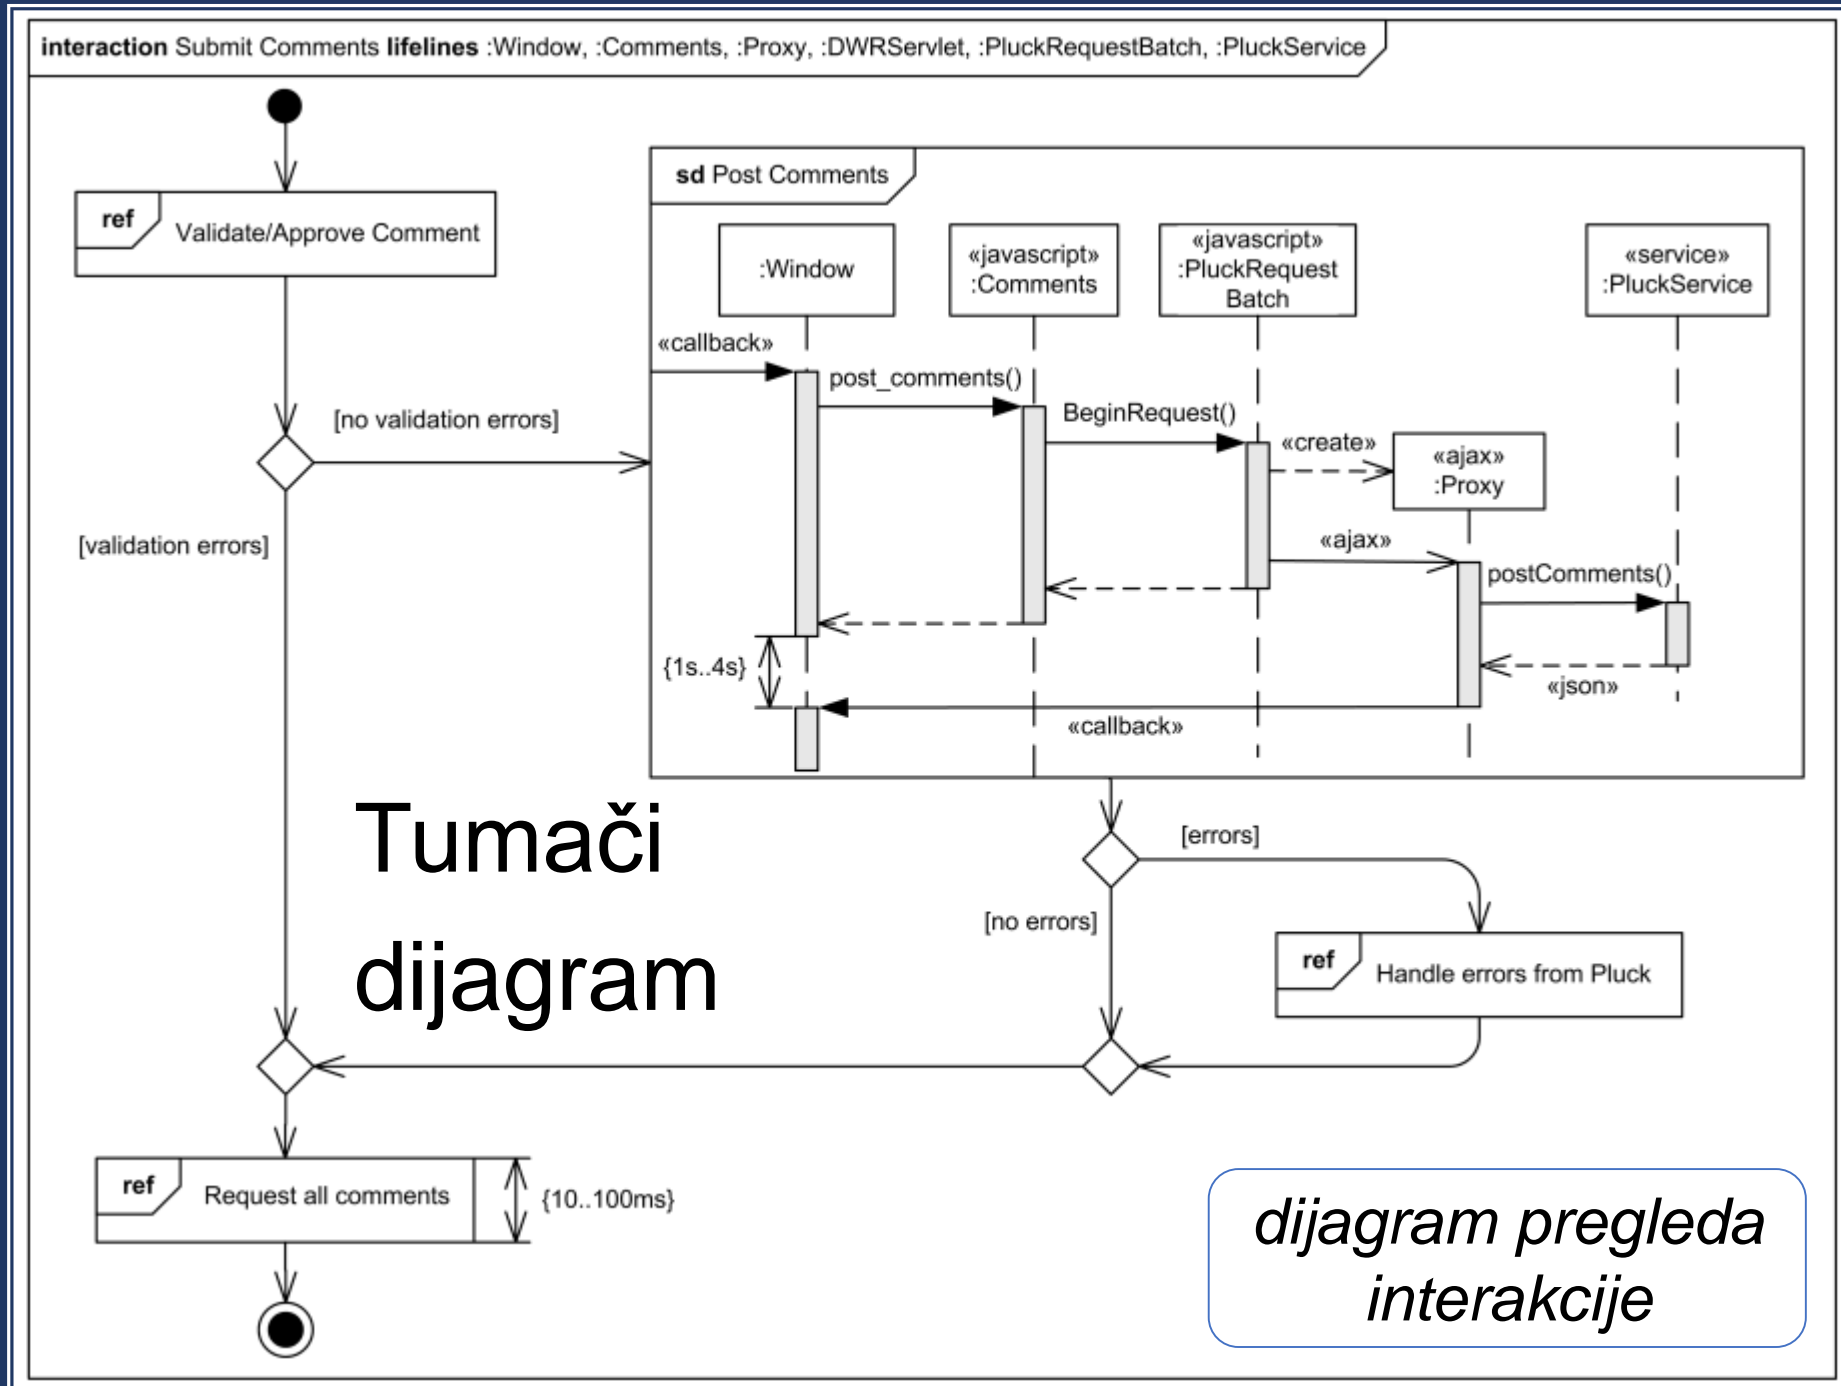 interaction Submit Comments lifelines :Window, :Comments, :Proxy, :DWRServlet, :PluckRequestBatch, :PluckService
ref
Validate/Approve Comment
[no validation errors]
[validation errors]
sd Post Comments
:Window
«javascript»
:Comments
«javascript»
:PluckRequest
Batch
«service»
:PluckService
«callback»
post_comments()
BeginRequest()
«create»
«ajax»
:Proxy
«ajax»
postComments()
{1s..4s}
«json»
«callback»
Tumači
dijagram
[errors]
[no errors]
ref
Handle errors from Pluck
ref
Request all comments
{10..100ms}
dijagram pregleda
interakcije